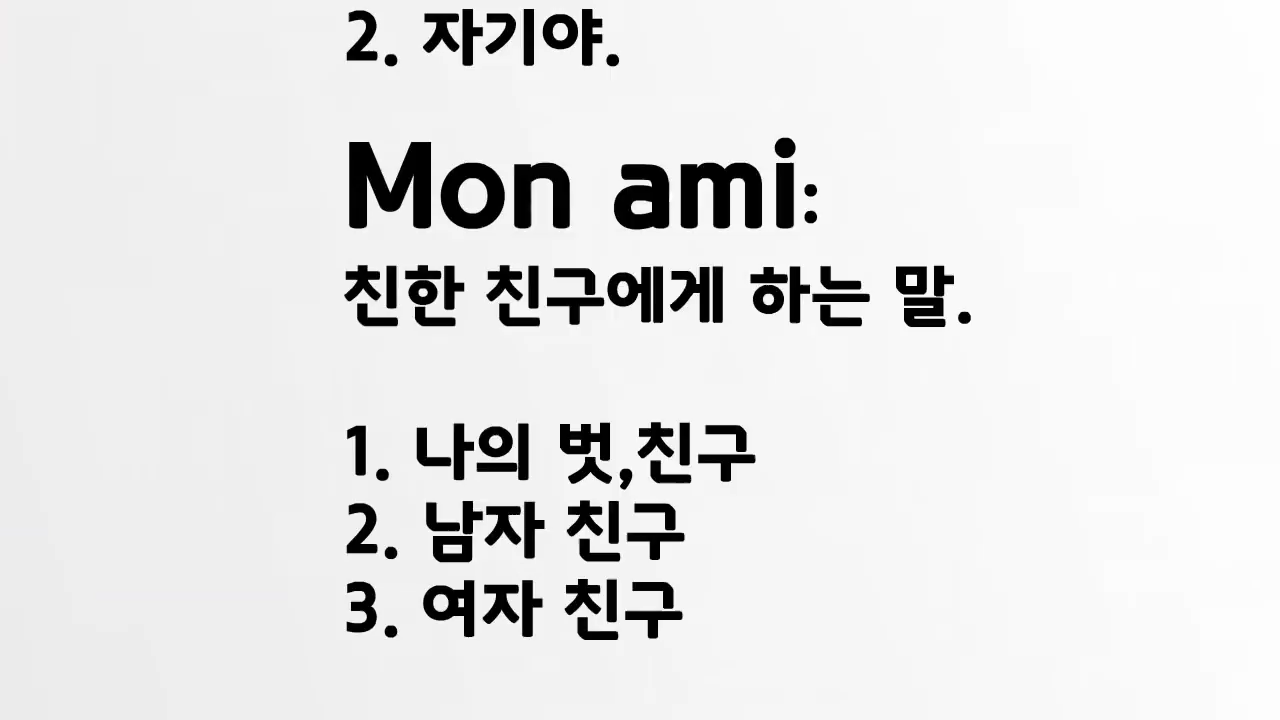 2. 자기야.
Mon ami:
친한 친구에게 하는 말.
1. 나의 벗,친구
2. 남자 친구
3. 여자 친구